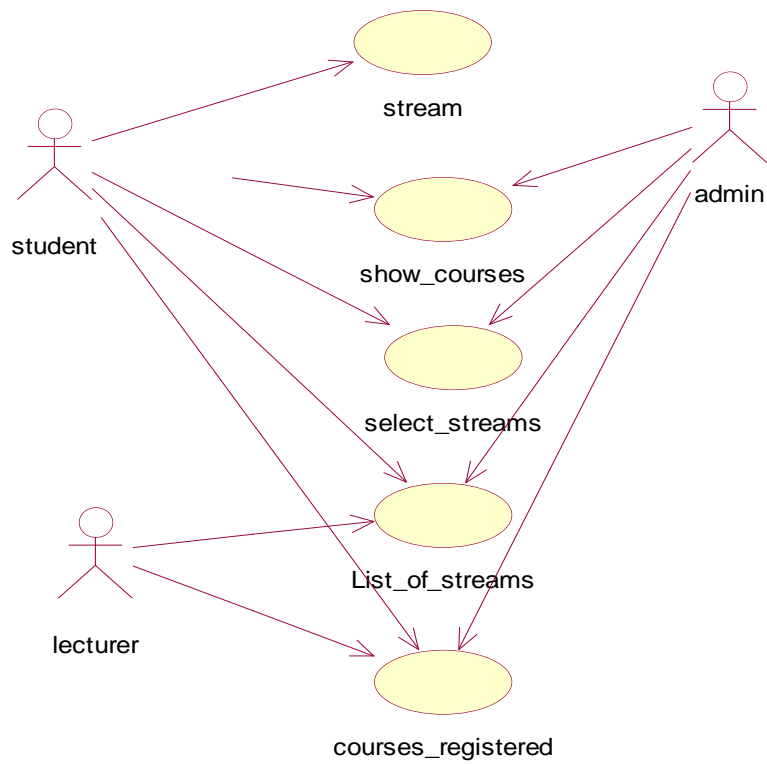 stream
admin
student
show_courses
select_streams
List_of_streams
lecturer
courses_registered